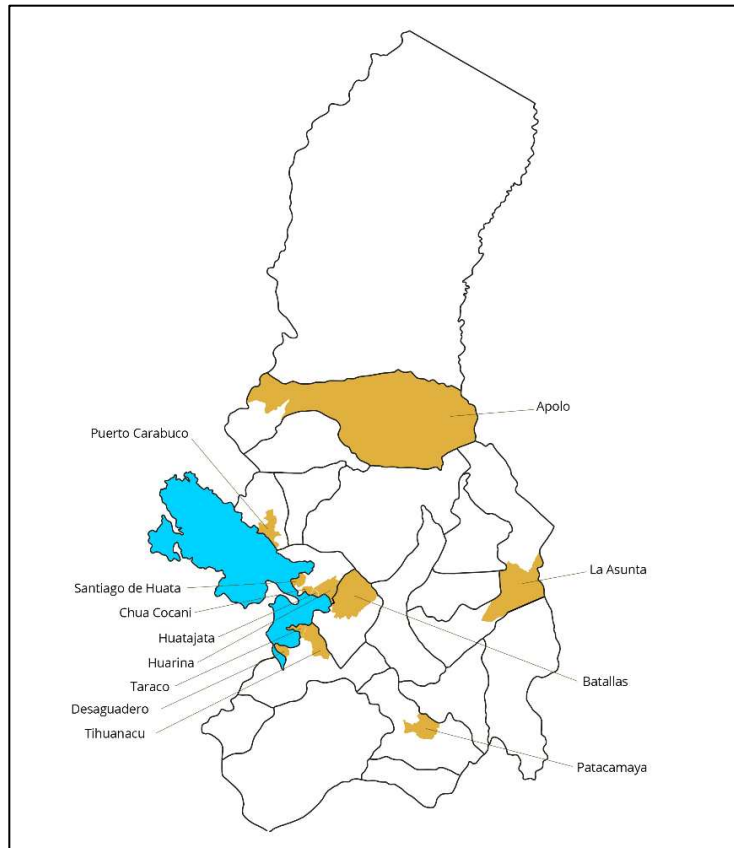 Apolo
Puerto Carabuco
La Asunta
Santiago de Huata
Chua Cocani
Huatajata
Huarina
Batallas
Taraco
Desaguadero
Tihuanacu
Patacamaya